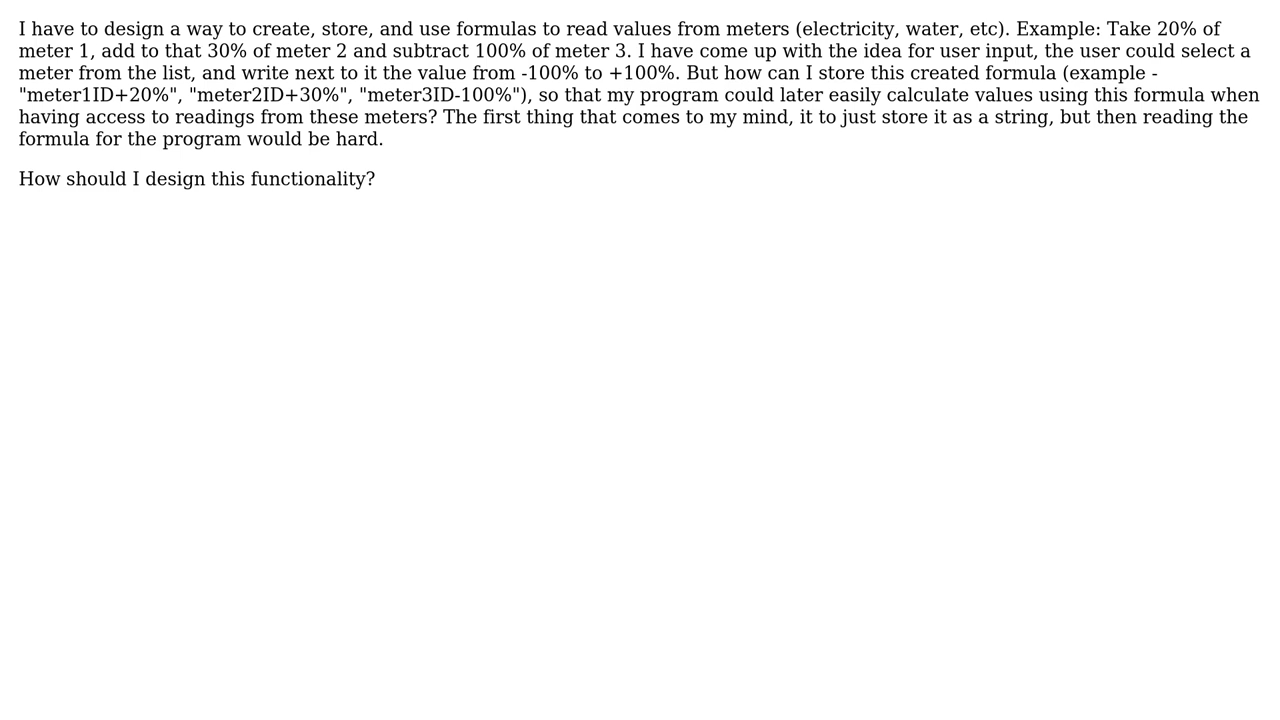 I have to design a way to create, store, and use formulas to read values from meters (electricity, water, etc). Example: Take 20% of
meter 1, add to that 30% of meter 2 and subtract 100% of meter 3. I have come up with the idea for user input, the user could select a
meter from the list, and write next to it the value from -100% to +100%. But how can I store this created formula (example -
"meter1ID+20%", "meter2ID+30%", "meter3ID-100%"), so that my program could later easily calculate values using this formula when
having access to readings from these meters? The first thing that comes to my mind, it to just store it as a string, but then reading the
formula for the program would be hard.
How should I design this functionality?